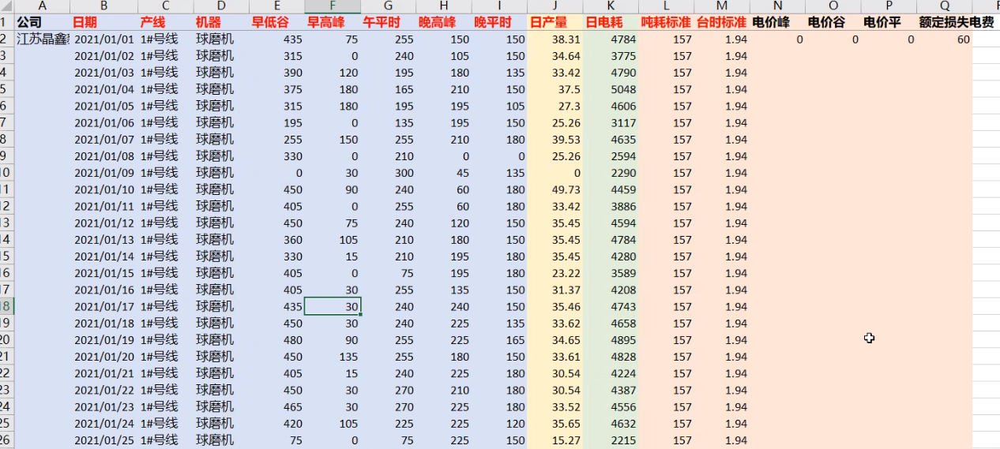 A B C D E F G H I J K L M N O P Q
1 公司 日期 产线 机器 早低谷 早高峰 午平时 晚高峰 晚平时 日产量 日电耗 吨耗标准 台时标准 电价峰 电价谷 电价平 额定损失电费
2 江苏晶鑫 2021/01/01 1#号线 球磨机 435 75 255 150 150 38.31 4784 157 1.94 0 0 0 60
3 2021/01/02 1#号线 球磨机 315 0 240 105 150 34.64 3775 157 1.94
4 2021/01/03 1#号线 球磨机 390 120 195 180 135 33.42 4790 157 1.94
5 2021/01/04 1#号线 球磨机 375 180 165 210 150 37.5 5048 157 1.94
6 2021/01/05 1#号线 球磨机 315 180 195 195 105 27.3 4606 157 1.94
7 2021/01/06 1#号线 球磨机 195 0 135 195 150 25.26 3117 157 1.94
8 2021/01/07 1#号线 球磨机 255 150 255 210 180 39.53 4635 157 1.94
9 2021/01/08 1#号线 球磨机 330 0 210 0 0 25.26 2594 157 1.94
10 2021/01/09 1#号线 球磨机 0 30 300 45 135 0 2290 157 1.94
11 2021/01/10 1#号线 球磨机 450 90 240 60 180 49.73 4459 157 1.94
12 2021/01/11 1#号线 球磨机 405 0 255 60 180 33.42 3886 157 1.94
13 2021/01/12 1#号线 球磨机 450 75 240 120 150 35.45 4594 157 1.94
14 2021/01/13 1#号线 球磨机 360 105 210 180 150 35.45 4784 157 1.94
15 2021/01/14 1#号线 球磨机 330 15 210 195 180 35.45 4280 157 1.94
16 2021/01/15 1#号线 球磨机 405 0 75 195 180 23.22 3589 157 1.94
17 2021/01/16 1#号线 球磨机 405 30 255 135 150 31.37 4208 157 1.94
18 2021/01/17 1#号线 球磨机 435 30 240 240 150 35.46 4743 157 1.94
19 2021/01/18 1#号线 球磨机 450 30 240 225 135 33.62 4658 157 1.94
20 2021/01/19 1#号线 球磨机 480 90 255 225 165 34.65 4895 157 1.94
21 2021/01/20 1#号线 球磨机 450 135 255 180 150 33.61 4828 157 1.94
22 2021/01/21 1#号线 球磨机 405 15 240 225 180 30.54 4224 157 1.94
23 2021/01/22 1#号线 球磨机 450 30 270 210 180 30.54 4387 157 1.94
24 2021/01/23 1#号线 球磨机 465 30 270 225 180 33.52 4556 157 1.94
25 2021/01/24 1#号线 球磨机 420 105 225 225 120 35.65 4632 157 1.94
26 2021/01/25 1#号线 球磨机 75 0 75 225 150 15.27 2215 157 1.94